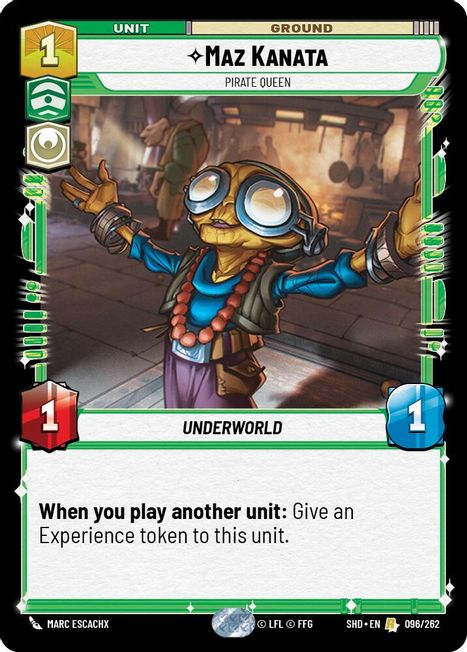 UNIT
GROUND
1
MAZ KANATA
PIRATE QUEEN
1
UNDERWORLD
1
When you play another unit: Give an
Experience token to this unit.
MARC ESCACHX
© LFL © FFG
SHD • EN
R
096/262